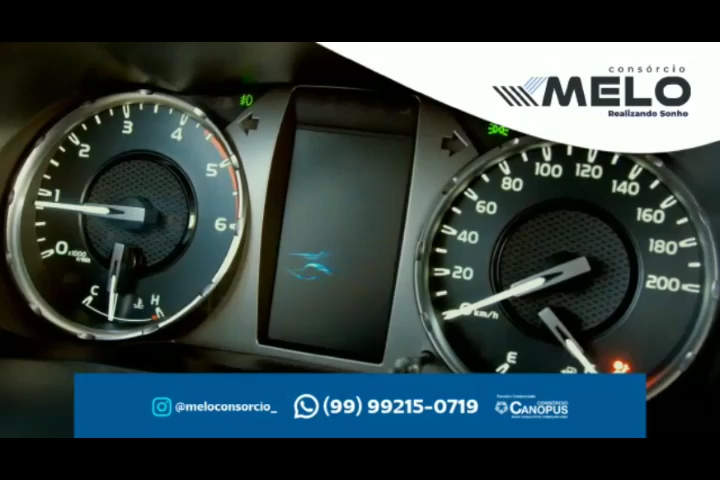 consórcio
MELO
Realizando Sonho
@meloconsorcio_
(99) 99215-0719
CONSÓRCIO
CANOPUS
0 1 2 3 4 5 6
x1000
r/min
C H
0 20 40 60 80 100 120 140 160 180 200
km/h
E